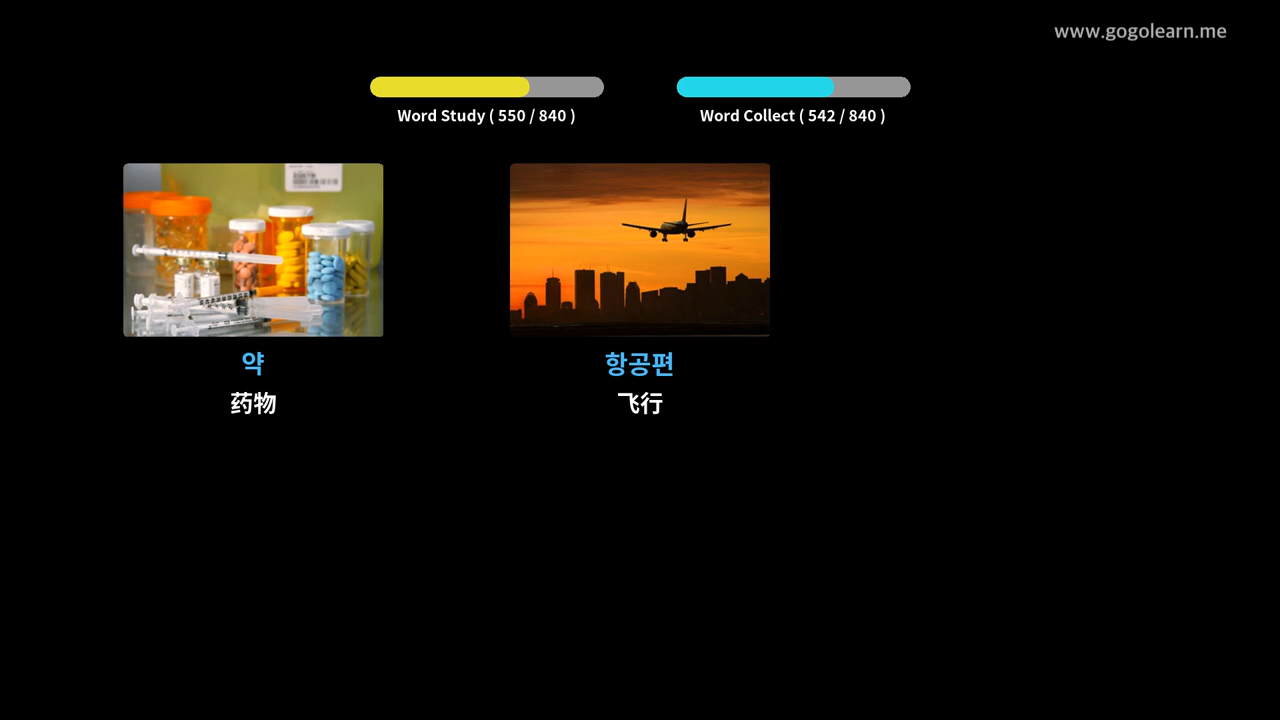 www.gogolearn.me
Word Study ( 550 / 840 )
Word Collect ( 542 / 840 )
약
药物
항공편
飞行